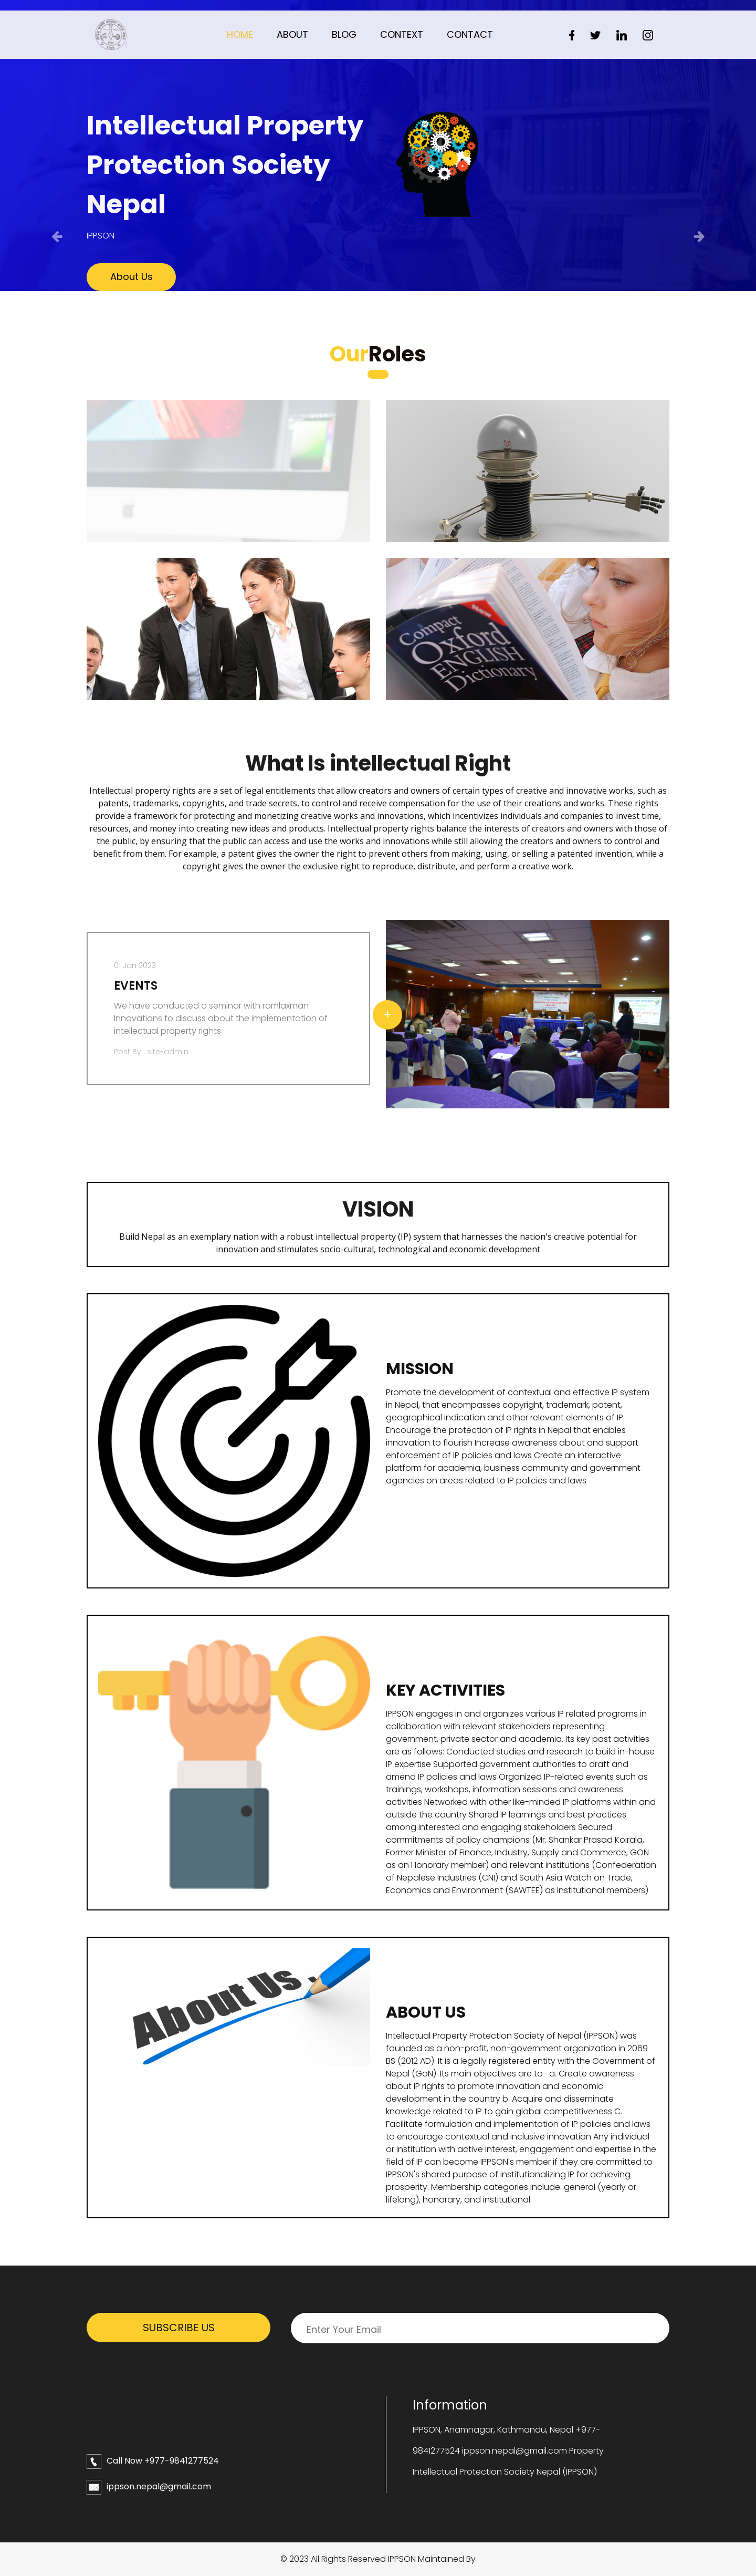 HOME ABOUT BLOG CONTEXT CONTACT
Intellectual Property
Protection Society
Nepal
IPPSON
About Us
OurRoles
Compact
Oxford
ENGLISH
Dictionary
What Is intellectual Right
Intellectual property rights are a set of legal entitlements that allow creators and owners of certain types of creative and innovative works, such as
patents, trademarks, copyrights, and trade secrets, to control and receive compensation for the use of their creations and works. These rights
provide a framework for protecting and monetizing creative works and innovations, which incentivizes individuals and companies to invest time,
resources, and money into creating new ideas and products. Intellectual property rights balance the interests of creators and owners with those of
the public, by ensuring that the public can access and use the works and innovations while still allowing the creators and owners to control and
benefit from them. For example, a patent gives the owner the right to prevent others from making, using, or selling a patented invention, while a
copyright gives the owner the exclusive right to reproduce, distribute, and perform a creative work.
01 Jan 2023
EVENTS
We have conducted a seminar with ramlaxman
Innovations to discuss about the implementation of
intellectual property rights
Post By : site-admin
+
VISION
Build Nepal as an exemplary nation with a robust intellectual property (IP) system that harnesses the nation's creative potential for
innovation and stimulates socio-cultural, technological and economic development
MISSION
Promote the development of contextual and effective IP system
in Nepal, that encompasses copyright, trademark, patent,
geographical indication and other relevant elements of IP
Encourage the protection of IP rights in Nepal that enables
innovation to flourish Increase awareness about and support
enforcement of IP policies and laws Create an interactive
platform for academia, business community and government
agencies on areas related to IP policies and laws
KEY ACTIVITIES
IPPSON engages in and organizes various IP related programs in
collaboration with relevant stakeholders representing
government, private sector and academia. Its key past activities
are as follows: Conducted studies and research to build in-house
IP expertise Supported government authorities to draft and
amend IP policies and laws Organized IP-related events such as
trainings, workshops, information sessions and awareness
activities Networked with other like-minded IP platforms within and
outside the country Shared IP learnings and best practices
among interested and engaging stakeholders Secured
commitments of policy champions (Mr. Shankar Prasad Koirala,
Former Minister of Finance, Industry, Supply and Commerce, GON
as an Honorary member) and relevant institutions (Confederation
of Nepalese Industries (CNI) and South Asia Watch on Trade,
Economics and Environment (SAWTEE) as Institutional members)
About Us
ABOUT US
Intellectual Property Protection Society of Nepal (IPPSON) was
founded as a non-profit, non-government organization in 2069
BS (2012 AD). It is a legally registered entity with the Government of
Nepal (GoN). Its main objectives are to- a. Create awareness
about IP rights to promote innovation and economic
development in the country b. Acquire and disseminate
knowledge related to IP to gain global competitiveness C.
Facilitate formulation and implementation of IP policies and laws
to encourage contextual and inclusive innovation Any individual
or institution with active interest, engagement and expertise in the
field of IP can become IPPSON's member if they are committed to
IPPSON's shared purpose of institutionalizing IP for achieving
prosperity. Membership categories include: general (yearly or
lifelong), honorary, and institutional.
SUBSCRIBE US
Enter Your Email
Call Now +977-9841277524
ippson.nepal@gmail.com
Information
IPPSON, Anamnagar, Kathmandu, Nepal +977-
9841277524 ippson.nepal@gmail.com Property
Intellectual Protection Society Nepal (IPPSON)
© 2023 All Rights Reserved IPPSON Maintained By